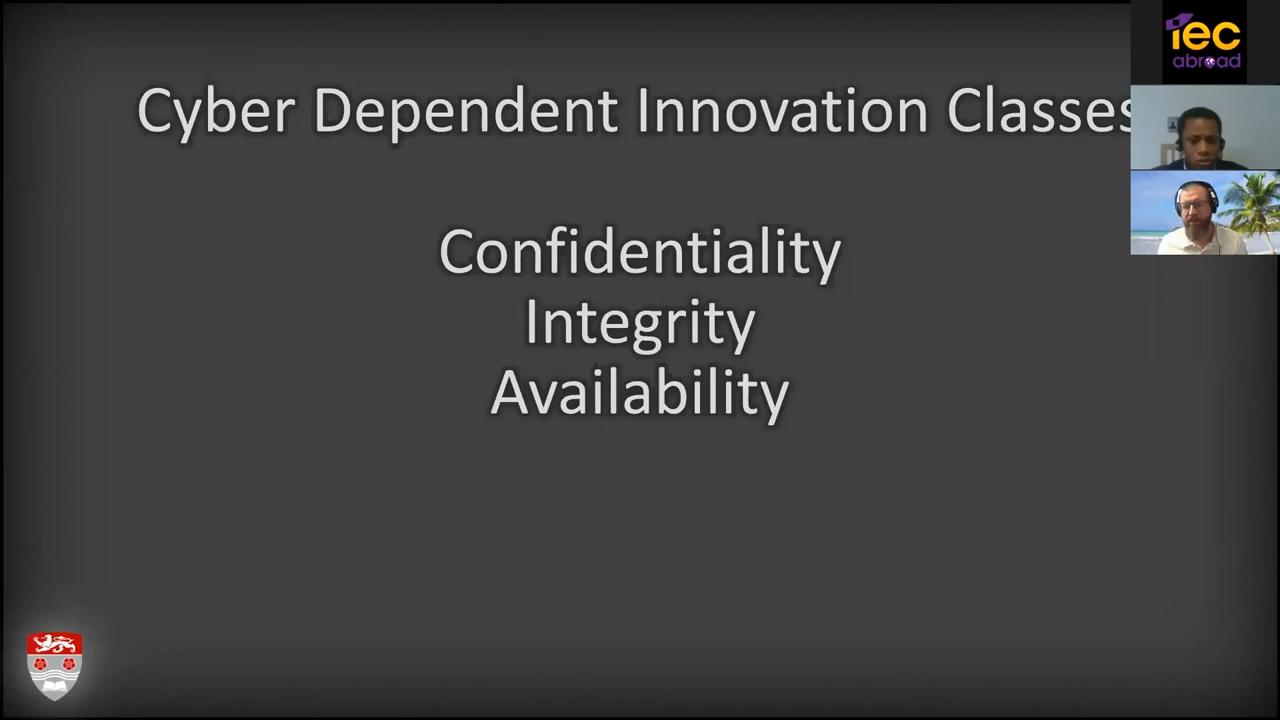 Cyber Dependent Innovation Classes
Confidentiality
Integrity
Availability
iec
abroad